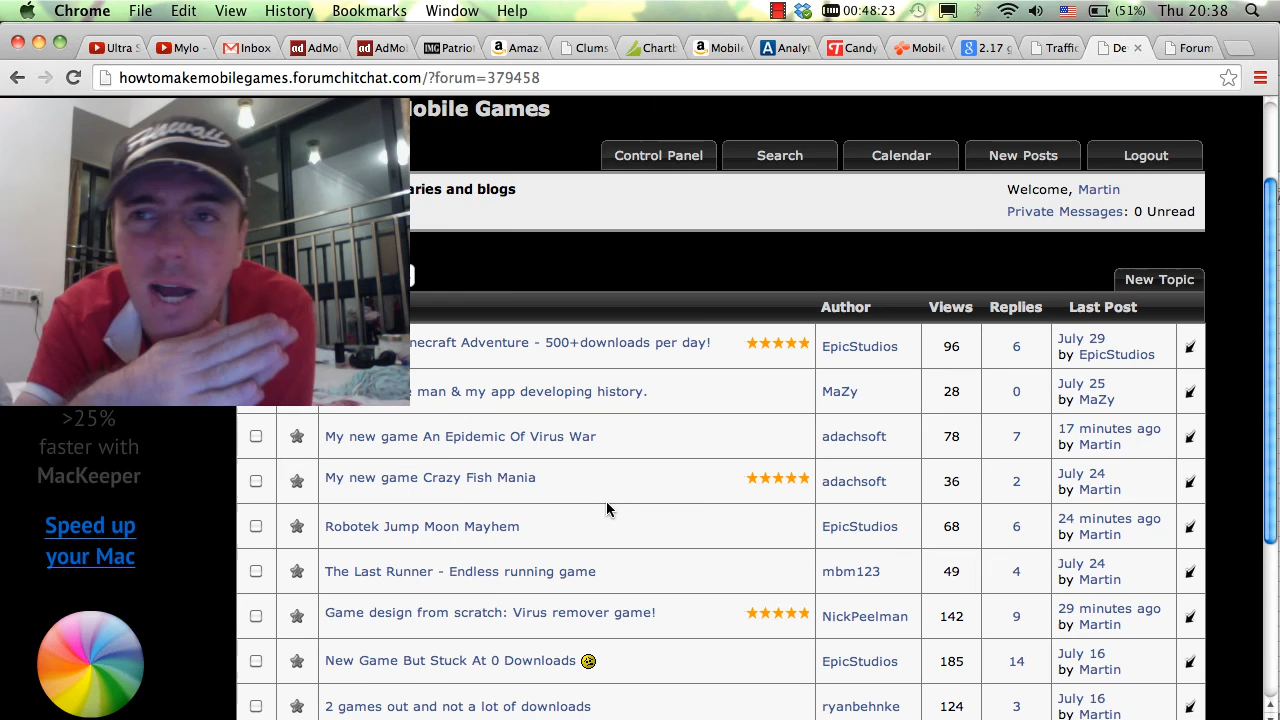 Chrome File Edit View History Bookmarks Window Help 00:48:23 (51%) Thu 20:38
UltraS Mylo - Inbox AdMo AdMo Patrio Amaz Clums Chartb Mobile Analyt Candy Mobile 2.17 g Traffic De Form
howtomakemobilegames.forumchitchat.com/?forum=379458
obile Games
Control Panel Search Calendar New Posts Logout
aries and blogs Welcome, Martin
Private Messages: 0 Unread
New Topic
Author Views Replies Last Post
necraft Adventure - 500+downloads per day! EpicStudios 96 6 July 29
by EpicStudios
man & my app developing history. MaZy 28 0 July 25
by MaZy
My new game An Epidemic Of Virus War adachsoft 78 7 17 minutes ago
by Martin
My new game Crazy Fish Mania adachsoft 36 2 July 24
by Martin
Robotek Jump Moon Mayhem EpicStudios 68 6 24 minutes ago
by Martin
The Last Runner - Endless running game mbm123 49 4 July 24
by Martin
Game design from scratch: Virus remover game! NickPeelman 142 9 29 minutes ago
by Martin
New Game But Stuck At 0 Downloads EpicStudios 185 14 July 16
by Martin
2 games out and not a lot of downloads ryanbehnke 124 3 July 16
by Martin
>25%
faster with
MacKeeper
Speed up
your Mac
Hawaii